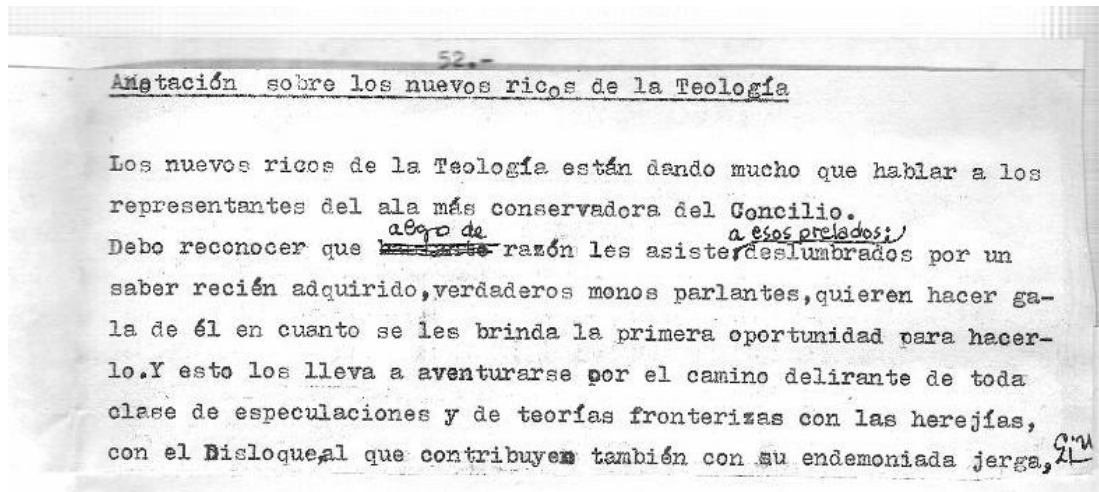 52.-
Anotación sobre los nuevos ricos de la Teología
Los nuevos ricos de la Teología están dando mucho que hablar a los
representantes del ala más conservadora del Concilio.
algo de a esos prelados;
Debo reconocer que razón les asiste deslumbrados por un
saber recién adquirido,verdaderos monos parlantes,quieren hacer ga-
la de él en cuanto se les brinda la primera oportunidad para hacer-
lo.Y esto los lleva a aventurarse por el camino delirante de toda
clase de especulaciones y de teorías fronterizas con las herejías,
con el Disloque,al que contribuyen también con su endemoniada jerga,